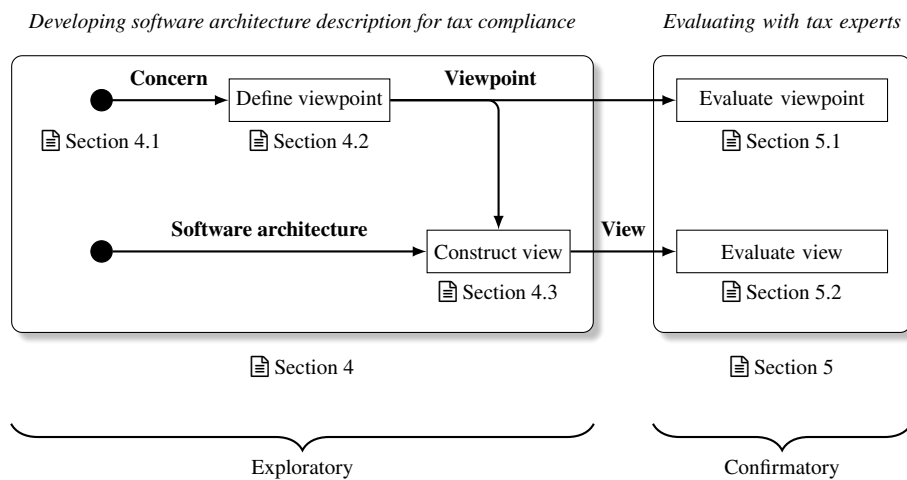 Developing software architecture description for tax compliance
Evaluating with tax experts
Concern
Viewpoint
Define viewpoint
Evaluate viewpoint
Section 4.1
Section 4.2
Section 5.1
Software architecture
View
Construct view
Evaluate view
Section 4.3
Section 5.2
Section 4
Section 5
Exploratory
Confirmatory